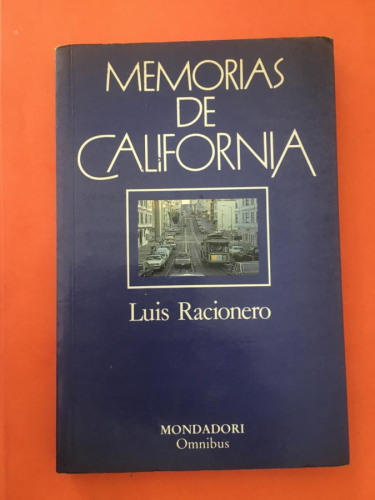 MEMORIAS
DE
CALIFORNIA
Luis Racionero
MONDADORI
Omnibus